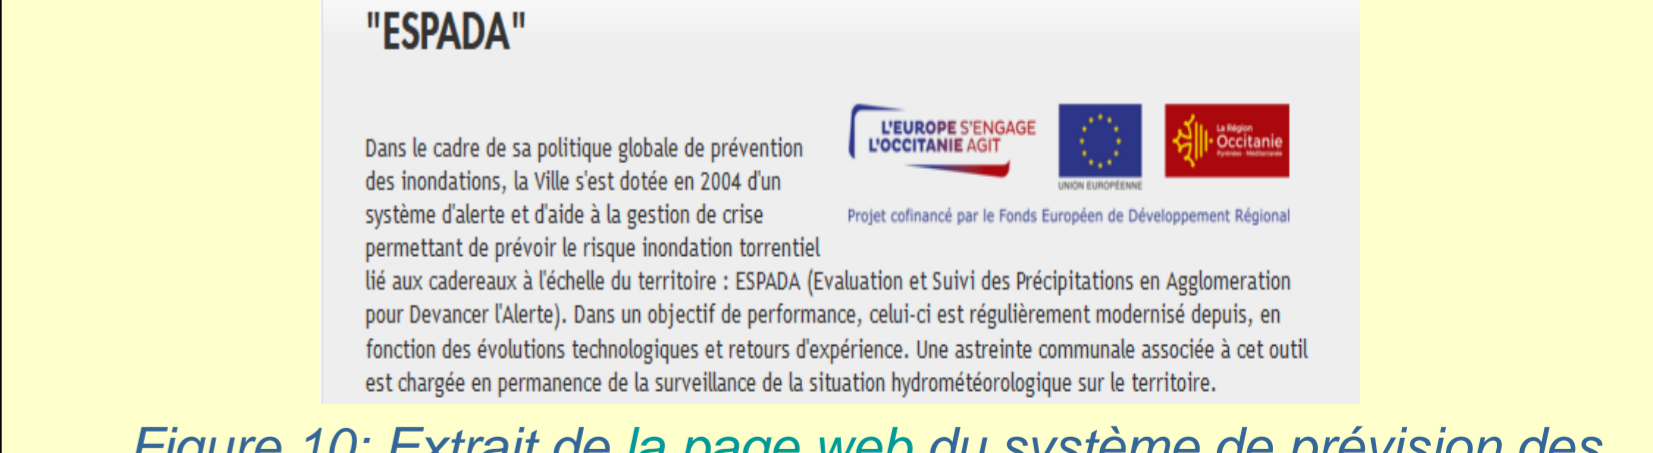 "ESPADA"
L'EUROPE S'ENGAGE
L'OCCITANIE AGIT
UNION EUROPÉENNE
La Région
Occitanie
Pyrénées - Méditerranée
Projet cofinancé par le Fonds Européen de Développement Régional
Dans le cadre de sa politique globale de prévention
des inondations, la Ville s'est dotée en 2004 d'un
système d'alerte et d'aide à la gestion de crise
permettant de prévoir le risque inondation torrentiel
lié aux cadereaux à l'échelle du territoire : ESPADA (Evaluation et Suivi des Précipitations en Agglomeration
pour Devancer l'Alerte). Dans un objectif de performance, celui-ci est régulièrement modernisé depuis, en
fonction des évolutions technologiques et retours d'expérience. Une astreinte communale associée à cet outil
est chargée en permanence de la surveillance de la situation hydrométéorologique sur le territoire.
Figure 10: Extrait de la page web du système de prévision des